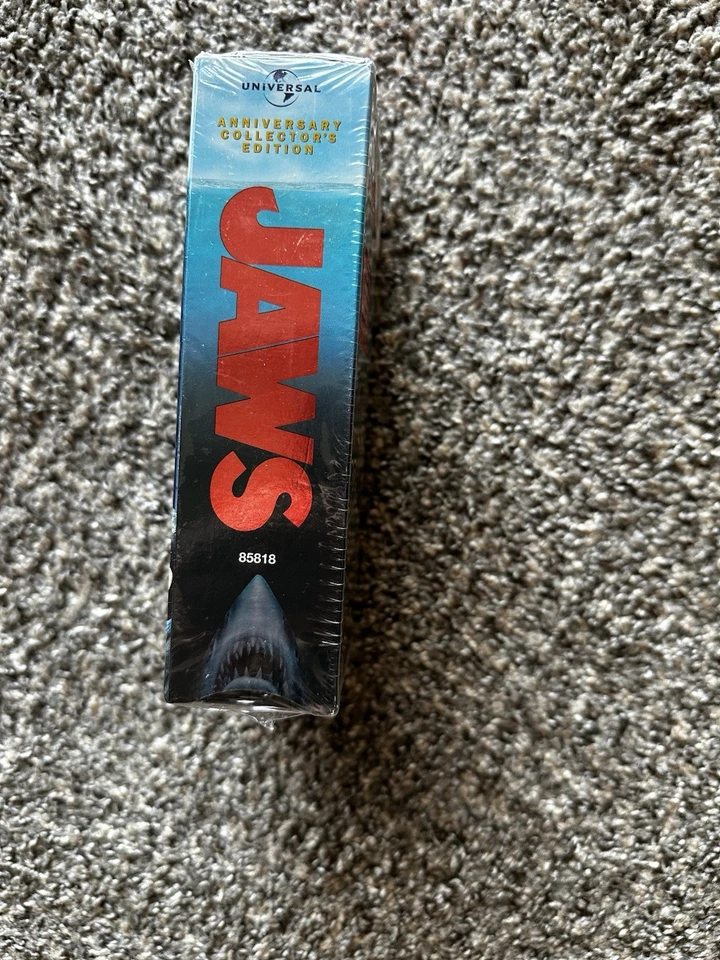 UNIVERSAL
ANNIVERSARY
COLLECTOR'S
EDITION
JAWS
85818